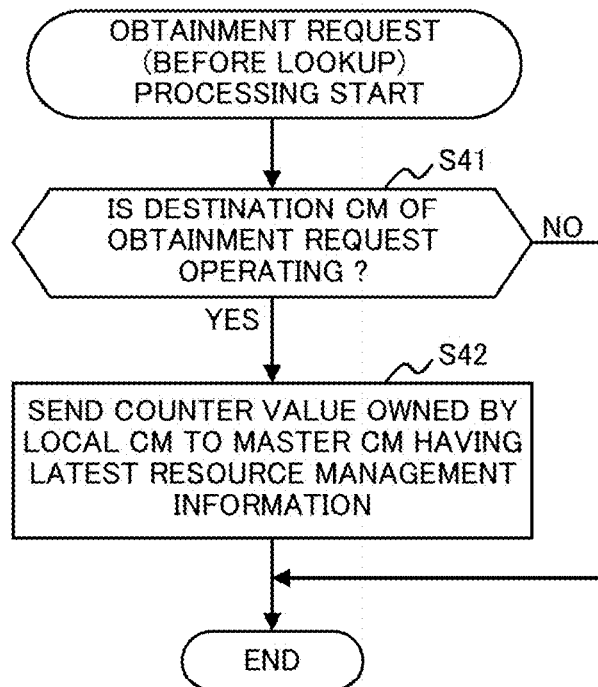 OBTAINMENT REQUEST
(BEFORE LOOKUP)
PROCESSING START
S41
IS DESTINATION CM OF
OBTAINMENT REQUEST
OPERATING ?
NO
YES
S42
SEND COUNTER VALUE OWNED BY
LOCAL CM TO MASTER CM HAVING
LATEST RESOURCE MANAGEMENT
INFORMATION
END